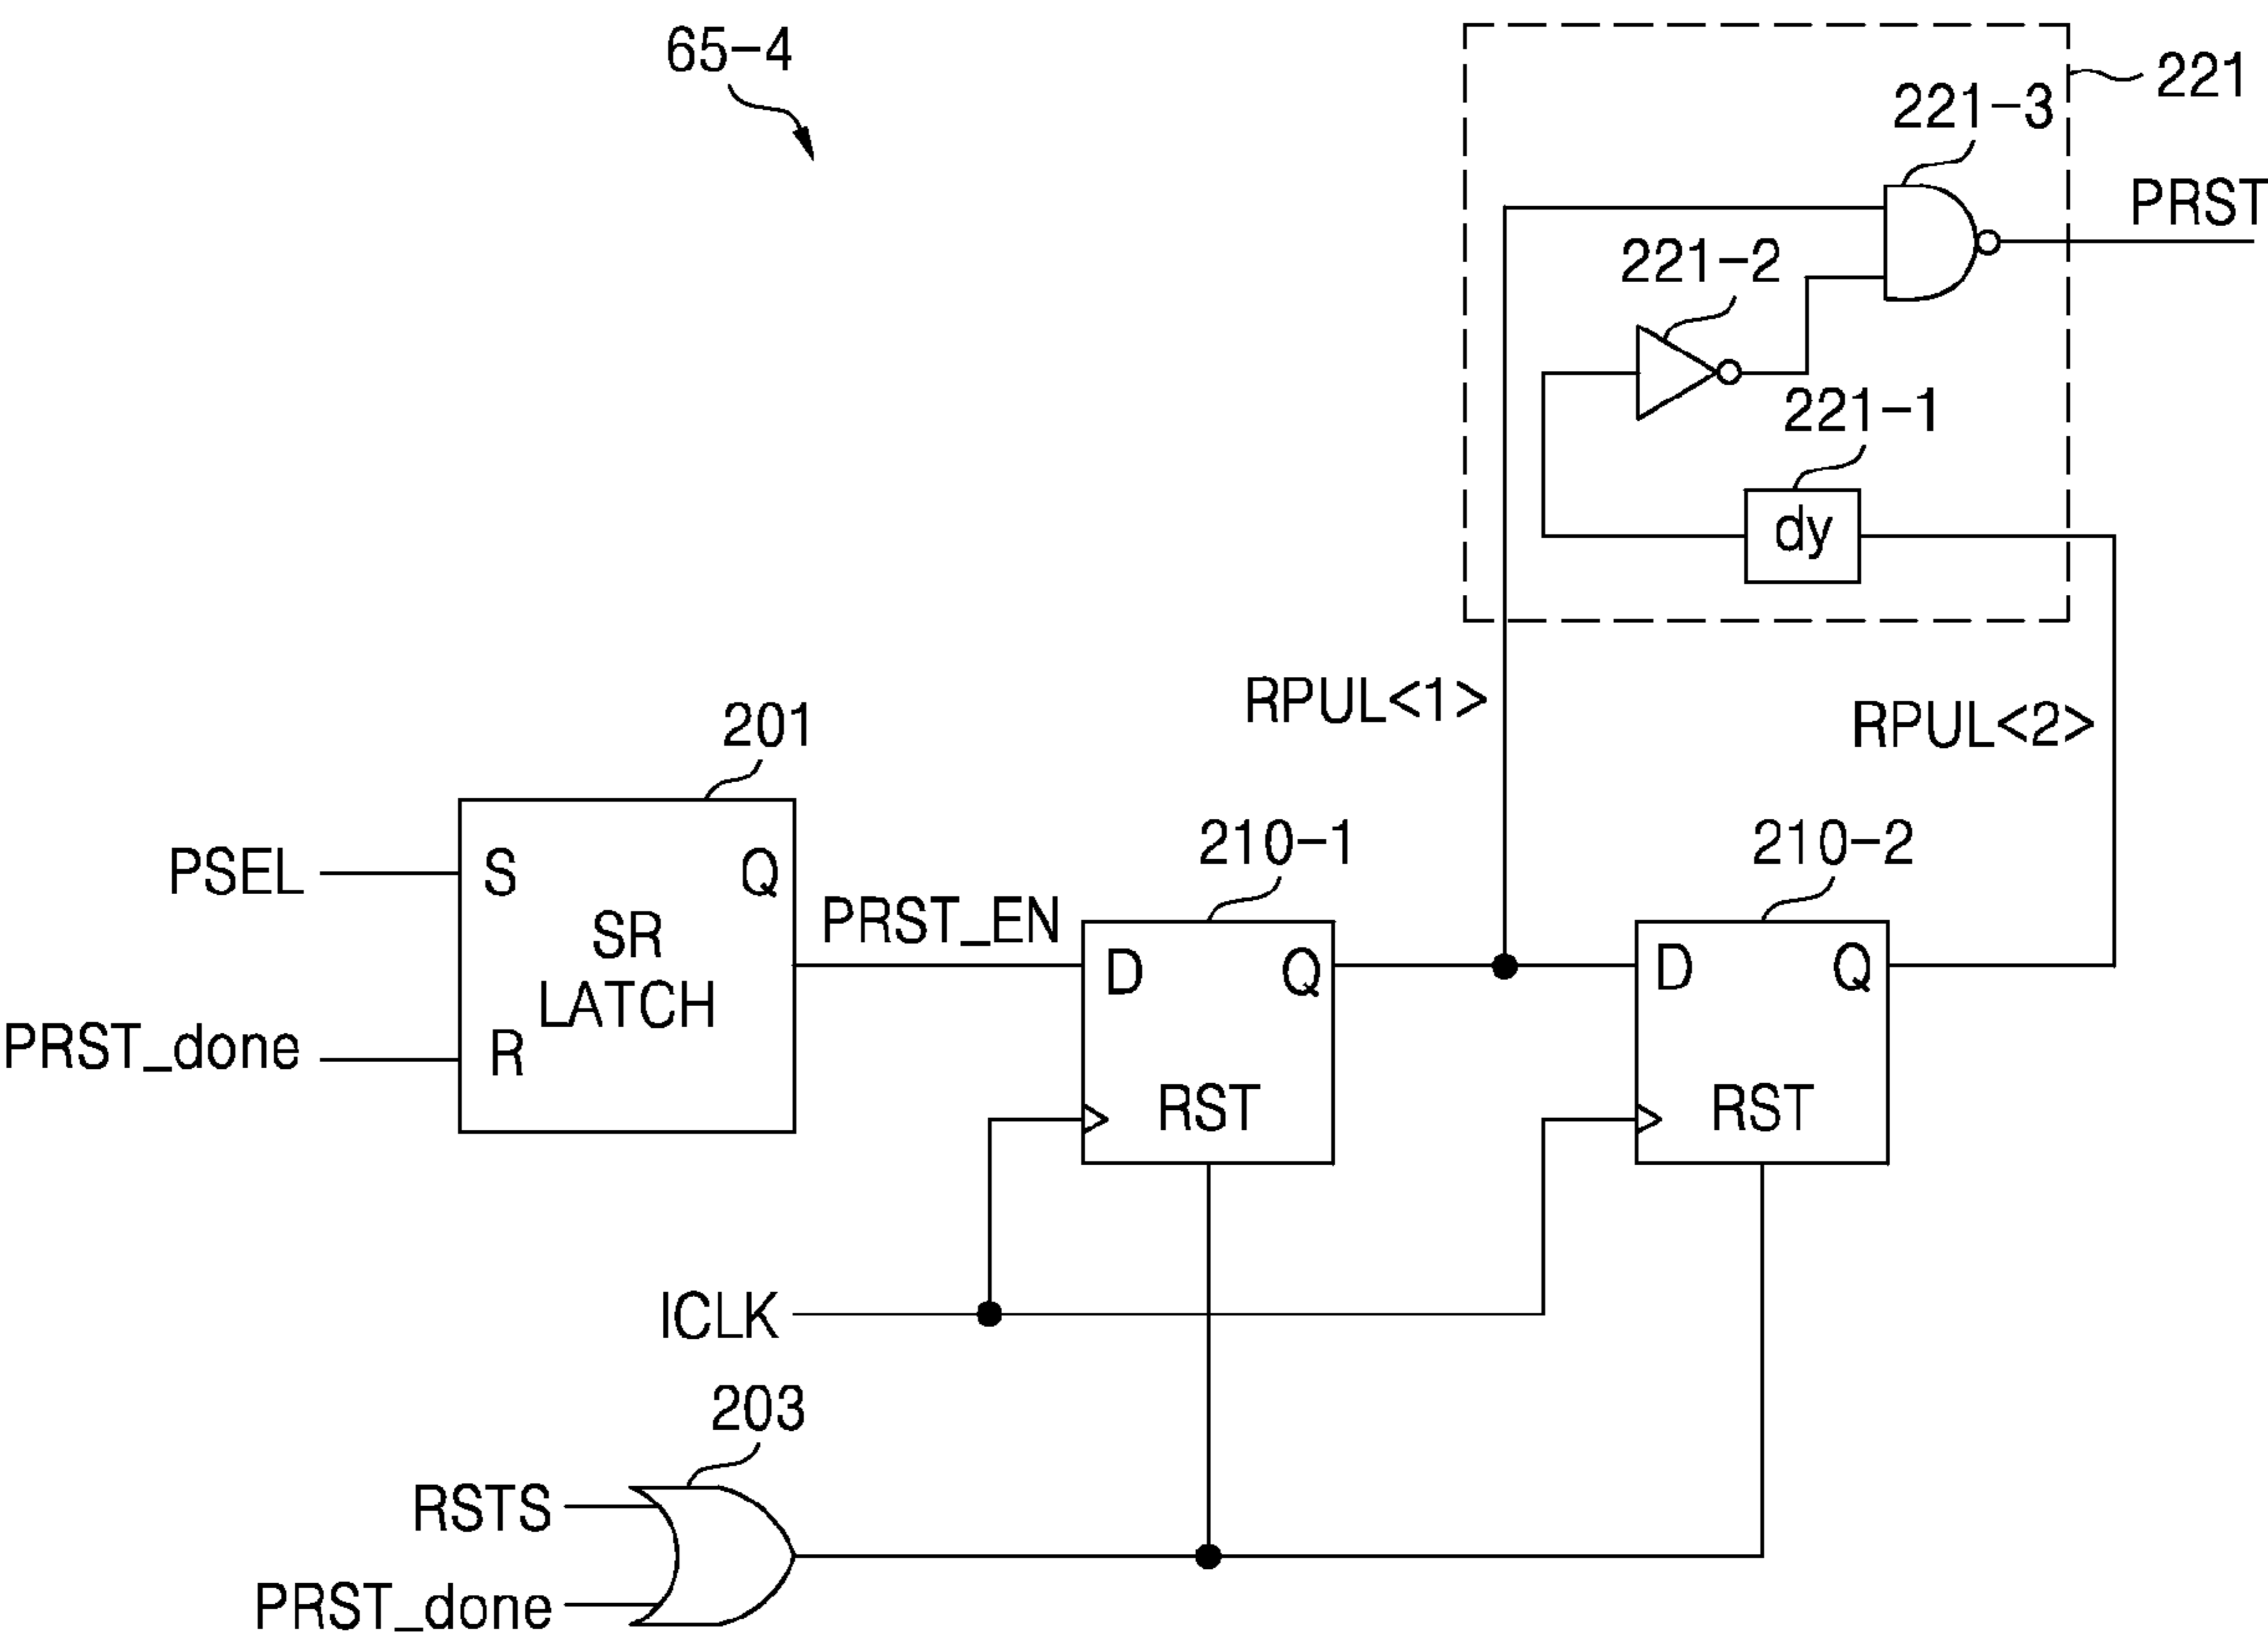 65-4
221
221-3
PRST
221-2
221-1
dy
RPUL<1>
RPUL<2>
201
PSEL
S
Q
SR
LATCH
PRST_done
R
PRST_EN
210-1
D
Q
RST
210-2
D
Q
RST
ICLK
203
RSTS
PRST_done